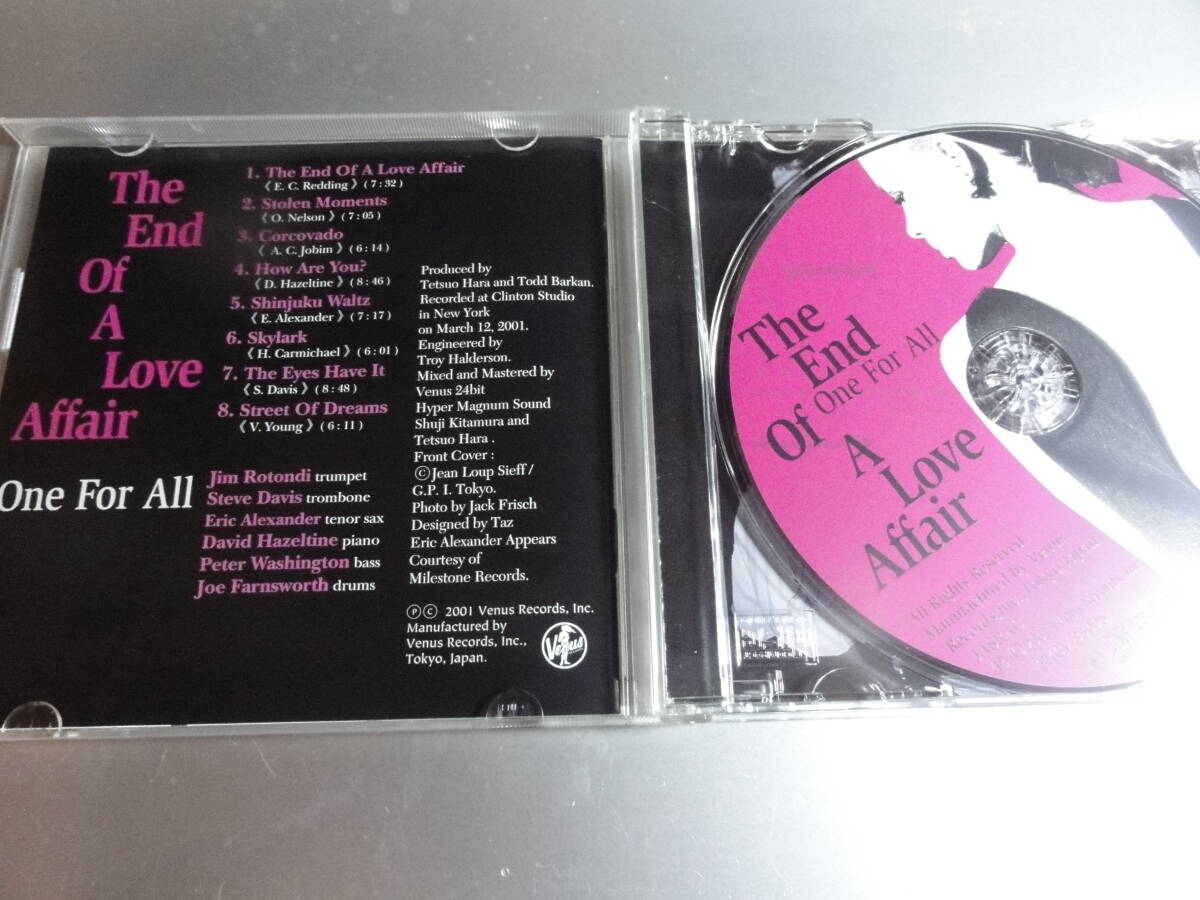 The
End
Of
A
Love
Affair
One For All
1. The End Of A Love Affair
《 E. C. Redding 》 ( 7 : 32 )
2. Stolen Moments
《 O. Nelson 》 ( 7 : 05 )
3. Corcovado
《 A. C. Jobim 》 ( 6 : 14 )
4. How Are You?
《 D. Hazeltine 》 ( 8 : 46 )
5. Shinjuku Waltz
《 E. Alexander 》 ( 7 : 17 )
6. Skylark
《 H. Carmichael 》 ( 6 : 01 )
7. The Eyes Have It
《 S. Davis 》 ( 8 : 48 )
8. Street Of Dreams
《 V. Young 》 ( 6 : 11 )
Jim Rotondi trumpet
Steve Davis trombone
Eric Alexander tenor sax
David Hazeltine piano
Peter Washington bass
Joe Farnsworth drums
Produced by
Tetsuo Hara and Todd Barkan.
Recorded at Clinton Studio
in New York
on March 12, 2001.
Engineered by
Troy Halderson.
Mixed and Mastered by
Venus 24bit
Hyper Magnum Sound
Shuji Kitamura and
Tetsuo Hara .
Front Cover :
Ⓒ Jean Loup Sieff /
G.P. I. Tokyo.
Photo by Jack Frisch
Designed by Taz
Eric Alexander Appears
Courtesy of
Milestone Records.
ⓅⒸ 2001 Venus Records, Inc.
Manufactured by
Venus Records, Inc.,
Tokyo, Japan.
Venus
The
End
Of One For All
A
Love
Affair
All Rights Reserved.
Manufactured by Venus
Records, Inc.,